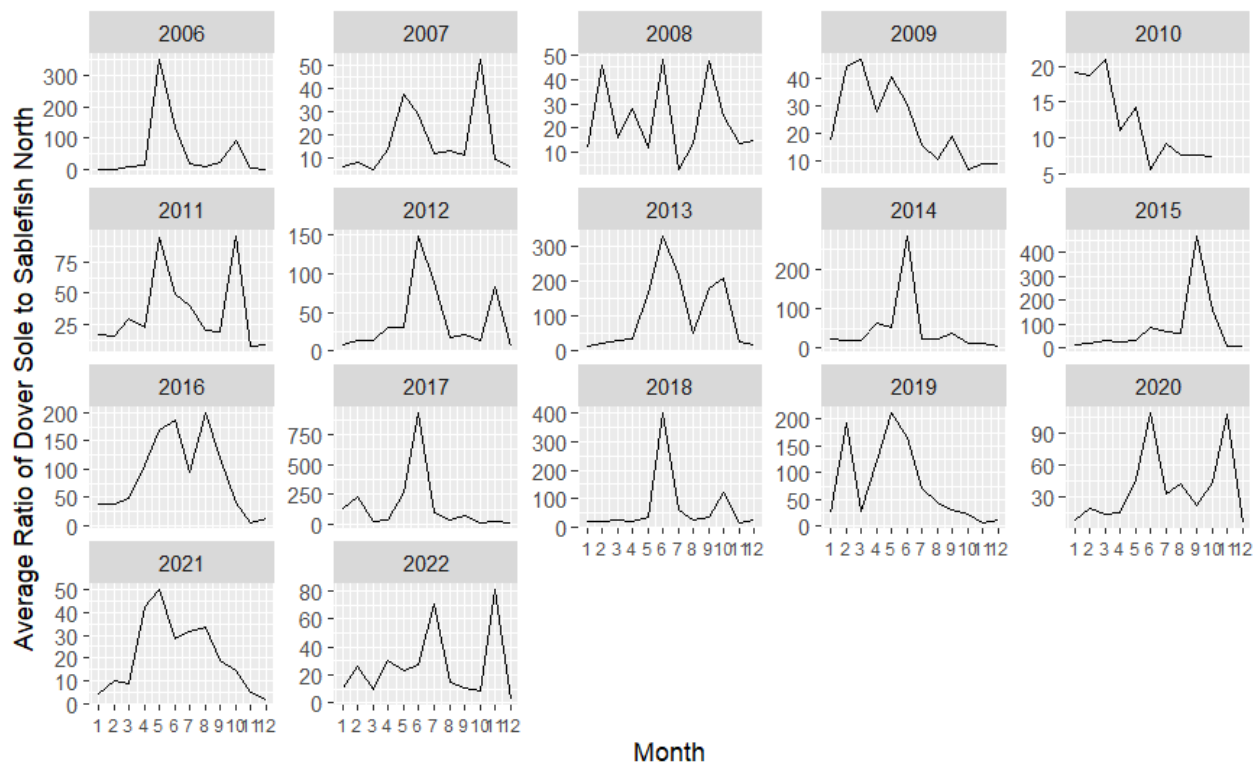 Average Ratio of Dover Sole to Sablefish North
2006 2007 2008 2009 2010
300 200 100 0
50 40 30 20 10
50 40 30 20 10
40 30 20 10
20 15 10 5
2011 2012 2013 2014 2015
75 50 25
150 100 50 0
300 200 100 0
200 100 0
400 300 200 100 0
2016 2017 2018 2019 2020
200 150 100 50 0
750 500 250 0
400 300 200 100 0
200 150 100 50 0
90 60 30
1 2 3 4 5 6 7 8 9 10 11 12
1 2 3 4 5 6 7 8 9 10 11 12
1 2 3 4 5 6 7 8 9 10 11 12
2021 2022
50 40 30 20 10 0
80 60 40 20 0
1 2 3 4 5 6 7 8 9 10 11 12
1 2 3 4 5 6 7 8 9 10 11 12
Month